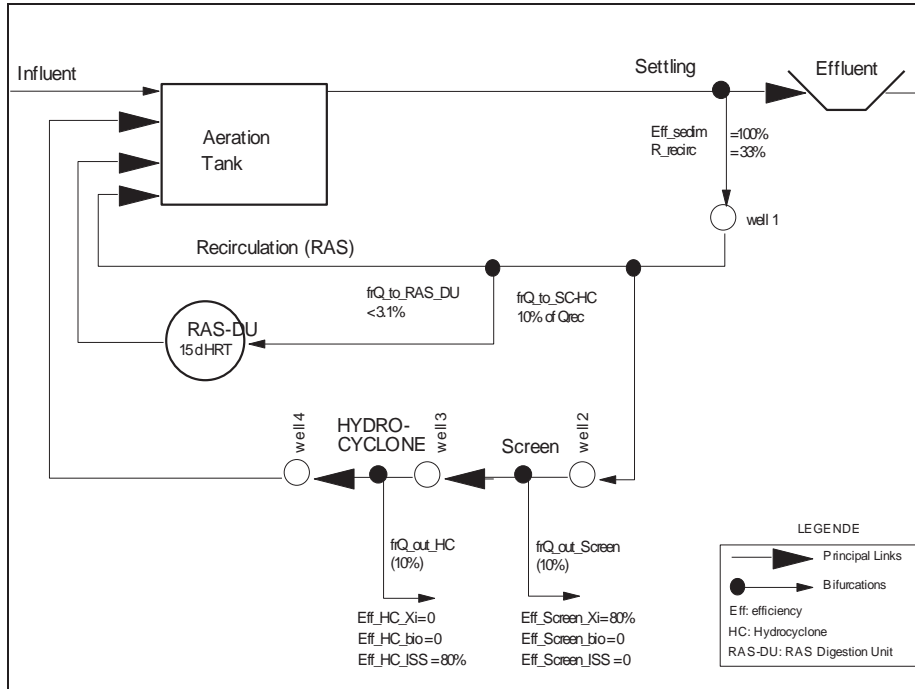 Influent
Settling
Effluent
Aeration
Tank
Eff_sedim =100%
R_recirc =33%
well 1
Recirculation (RAS)
frQ_to_RAS_DU
<3.1%
frQ_to_SC-HC
10% of Qrec
RAS-DU
15dHRT
well 4
HYDRO-
CYCLONE
well 3
Screen
well 2
frQ_out_HC
(10%)
frQ_out_Screen
(10%)
Eff_HC_Xi=0
Eff_HC_bio=0
Eff_HC_ISS=80%
Eff_Screen_Xi=80%
Eff_Screen_bio=0
Eff_Screen_ISS=0
LEGENDE
Principal Links
Bifurcations
Eff: efficiency
HC: Hydrocyclone
RAS-DU: RAS Digestion Unit